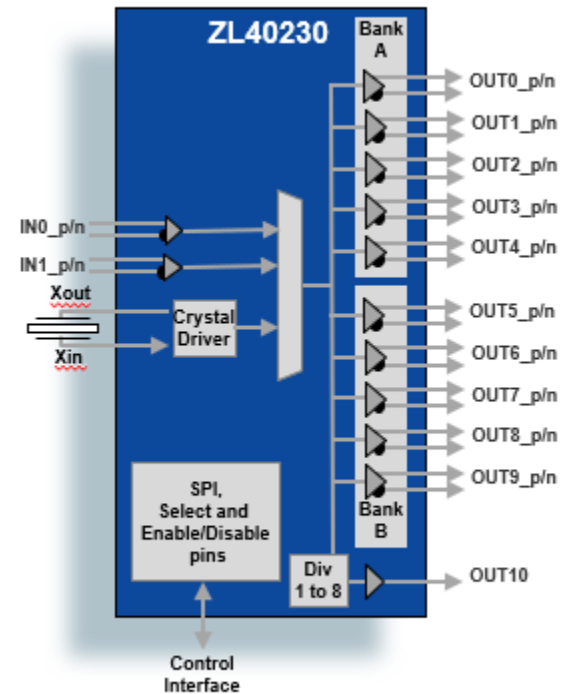 ZL40230
Bank
A
OUT0_p/n
OUT1_p/n
OUT2_p/n
OUT3_p/n
OUT4_p/n
IN0_p/n
IN1_p/n
Xout
Xin
Crystal
Driver
OUT5_p/n
OUT6_p/n
OUT7_p/n
OUT8_p/n
OUT9_p/n
Bank
B
SPI,
Select and
Enable/Disable
pins
Div
1 to 8
OUT10
Control
Interface